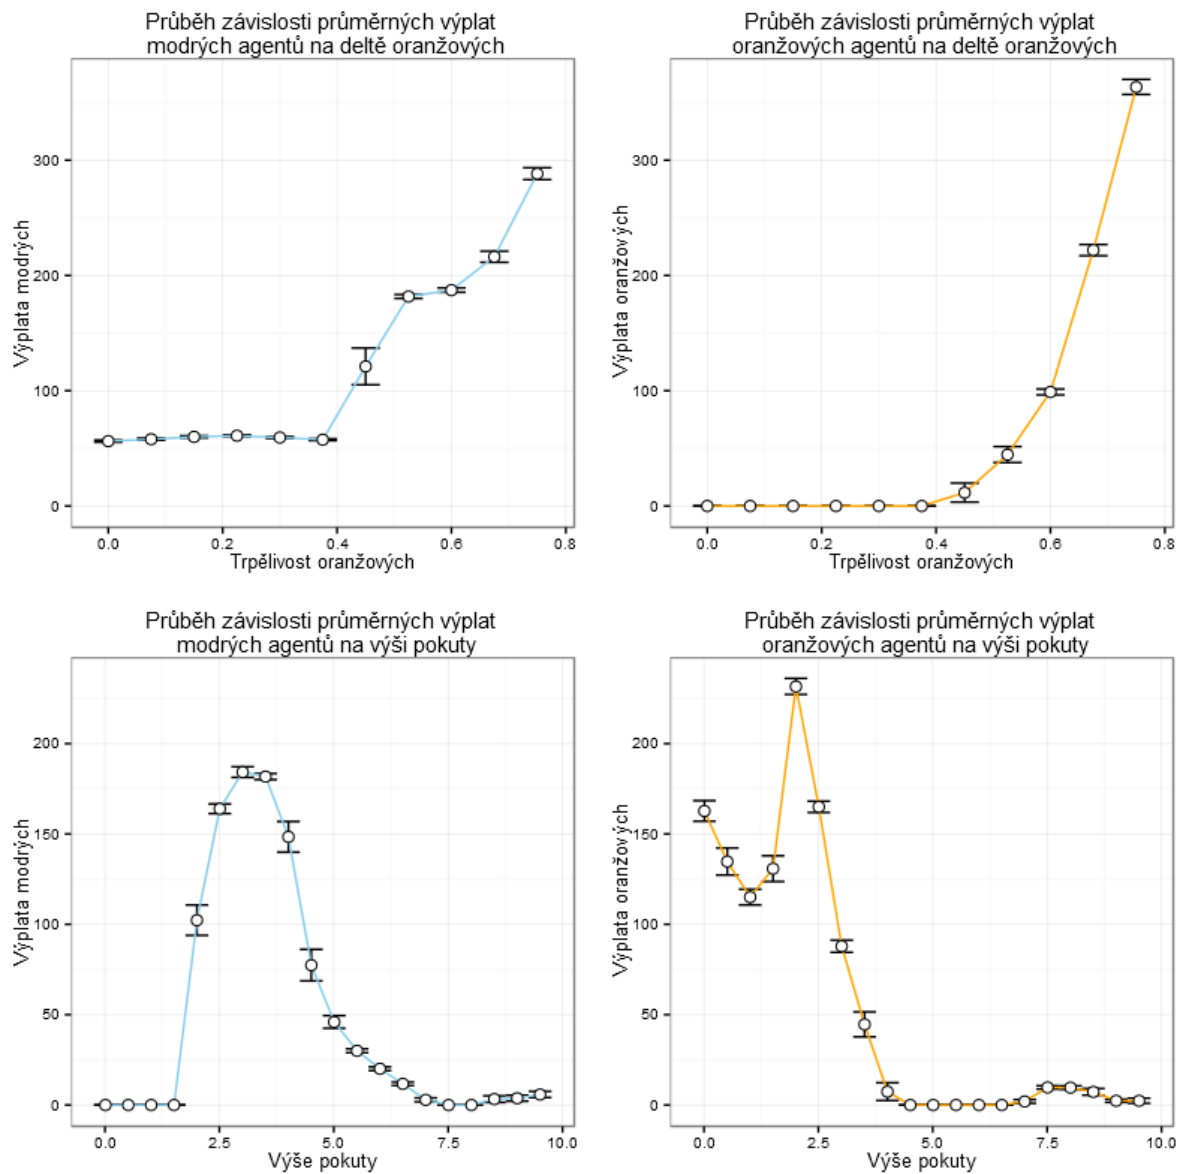 Průběh závislosti průměrných výplat
modrých agentů na deltě oranžových
Výplata modrých
300
200
100
0
0.0 0.2 0.4 0.6 0.8
Trpělivost oranžových
Průběh závislosti průměrných výplat
oranžových agentů na deltě oranžových
Výplata oranžových
300
200
100
0
0.0 0.2 0.4 0.6 0.8
Trpělivost oranžových
Průběh závislosti průměrných výplat
modrých agentů na výši pokuty
Výplata modrých
200
150
100
50
0
0.0 2.5 5.0 7.5 10.0
Výše pokuty
Průběh závislosti průměrných výplat
oranžových agentů na výši pokuty
Výplata oranžových
200
150
100
50
0
0.0 2.5 5.0 7.5 10.0
Výše pokuty